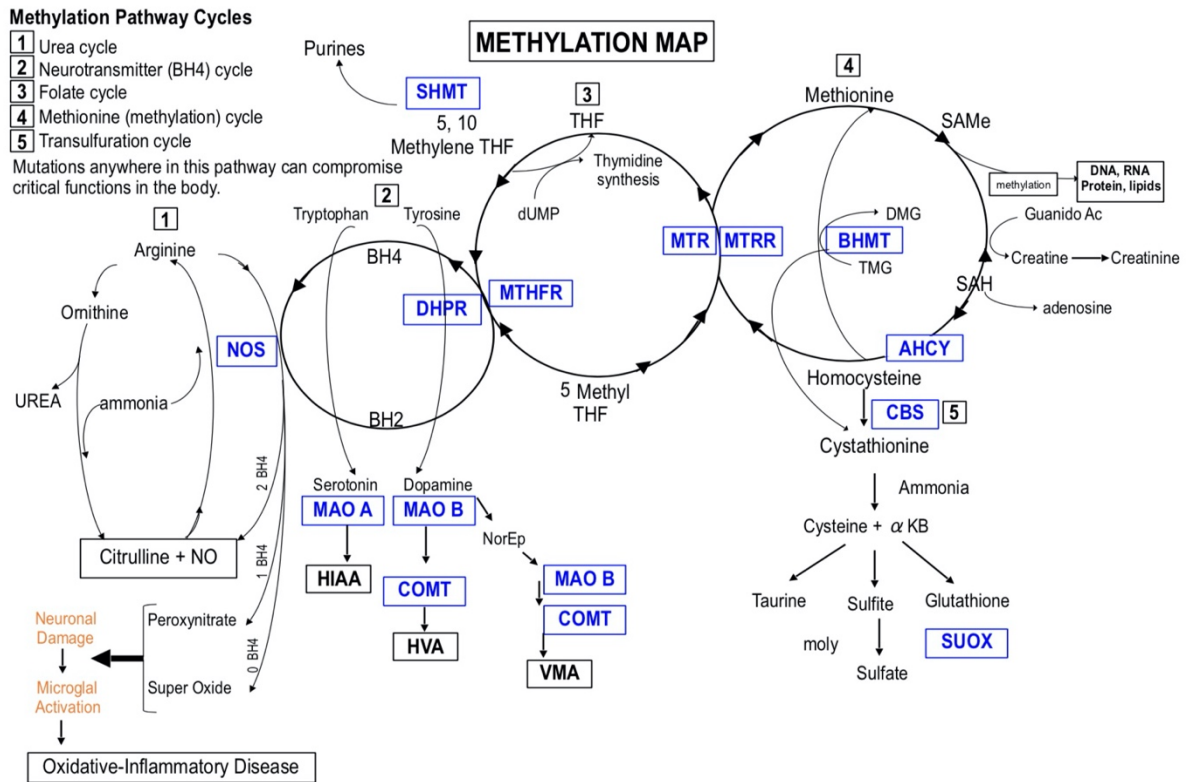 Methylation Pathway Cycles
1 Urea cycle
2 Neurotransmitter (BH4) cycle
3 Folate cycle
4 Methionine (methylation) cycle
5 Transulfuration cycle
Mutations anywhere in this pathway can compromise
critical functions in the body.
METHYLATION MAP
Purines
SHMT
5, 10
Methylene THF
3
THF
Thymidine
synthesis
dUMP
4
Methionine
SAMe
methylation
DNA, RNA
Protein, lipids
Guanido Ac
Creatine
Creatinine
SAH
adenosine
DMG
BHMT
TMG
MTR
MTRR
AHCY
Homocysteine
CBS
5
Cystathionine
Ammonia
Cysteine + α KB
Taurine
Sulfite
Glutathione
moly
SUOX
Sulfate
5 Methyl
THF
MTHFR
DHPR
2
Tryptophan
Tyrosine
BH4
BH2
Serotonin
MAO A
HIAA
Dopamine
MAO B
COMT
HVA
NorEp
MAO B
COMT
VMA
1
Arginine
Ornithine
NOS
UREA
ammonia
2 BH4
1 BH4
0 BH4
Citrulline + NO
Peroxynitrate
Super Oxide
Neuronal
Damage
Microglal
Activation
Oxidative-Inflammatory Disease